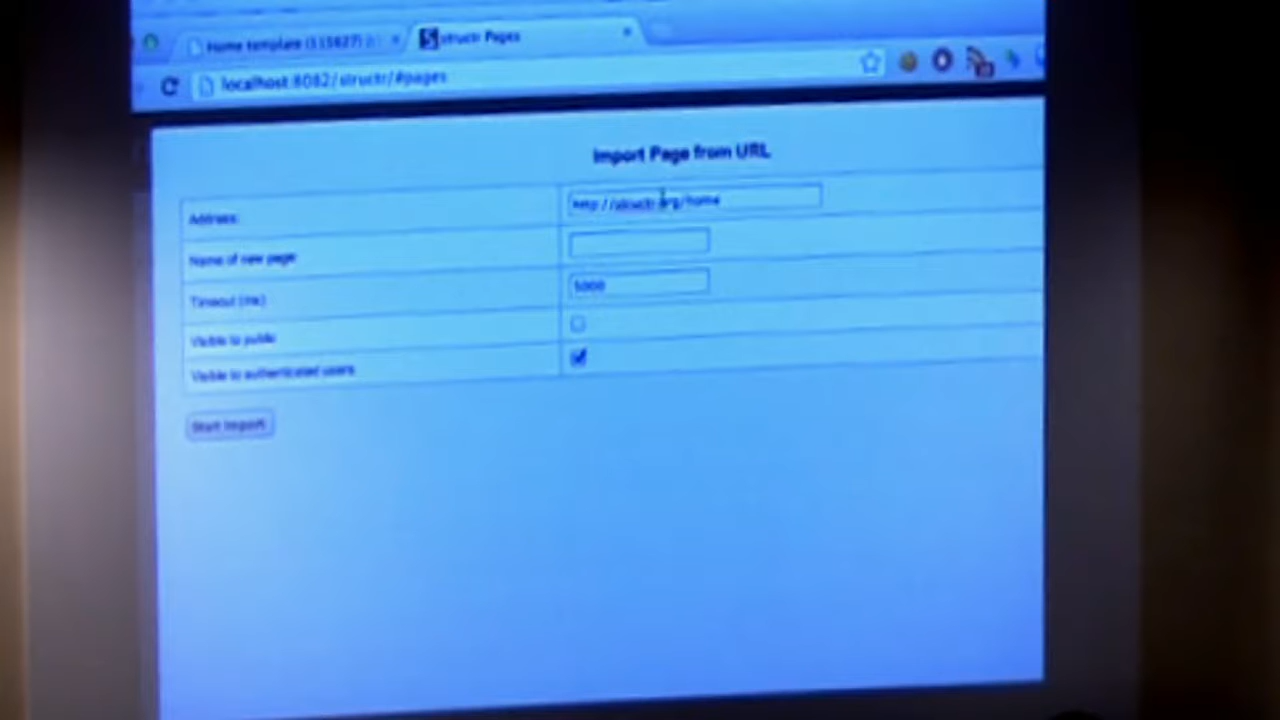 Home template (115827)
structr Pages
localhost:8082/structr/#pages
Import Page from URL
Address:
http://structr.org/home
Name of new page:
Timeout (ms)
5000
Visible to public
Visible to authenticated users
Start Import